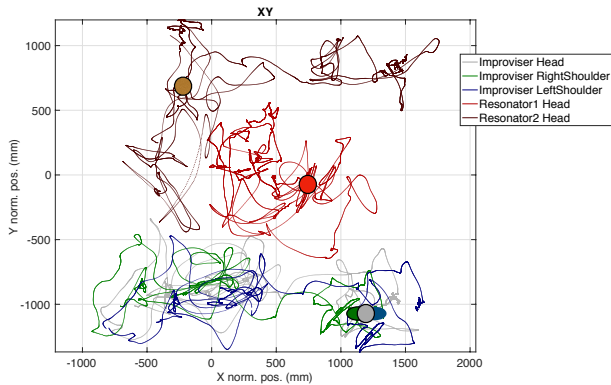 XY
1000
500
0
-500
-1000
Y norm. pos. (mm)
-1000
-500
0
500
1000
1500
2000
X norm. pos. (mm)
Improviser Head
Improviser RightShoulder
Improviser LeftShoulder
Resonator1 Head
Resonator2 Head